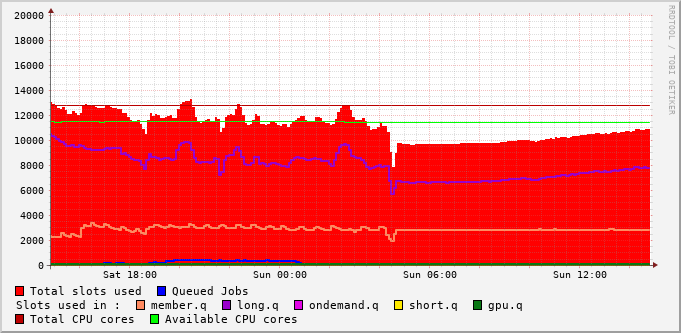 20000
18000
16000
14000
12000
10000
8000
6000
4000
2000
0
Sat 18:00 Sun 00:00 Sun 06:00 Sun 12:00
RRDTOOL / TOBI OETIKER
Total slots used Queued Jobs
Slots used in : member.q long.q ondemand.q short.q gpu.q
Total CPU cores Available CPU cores